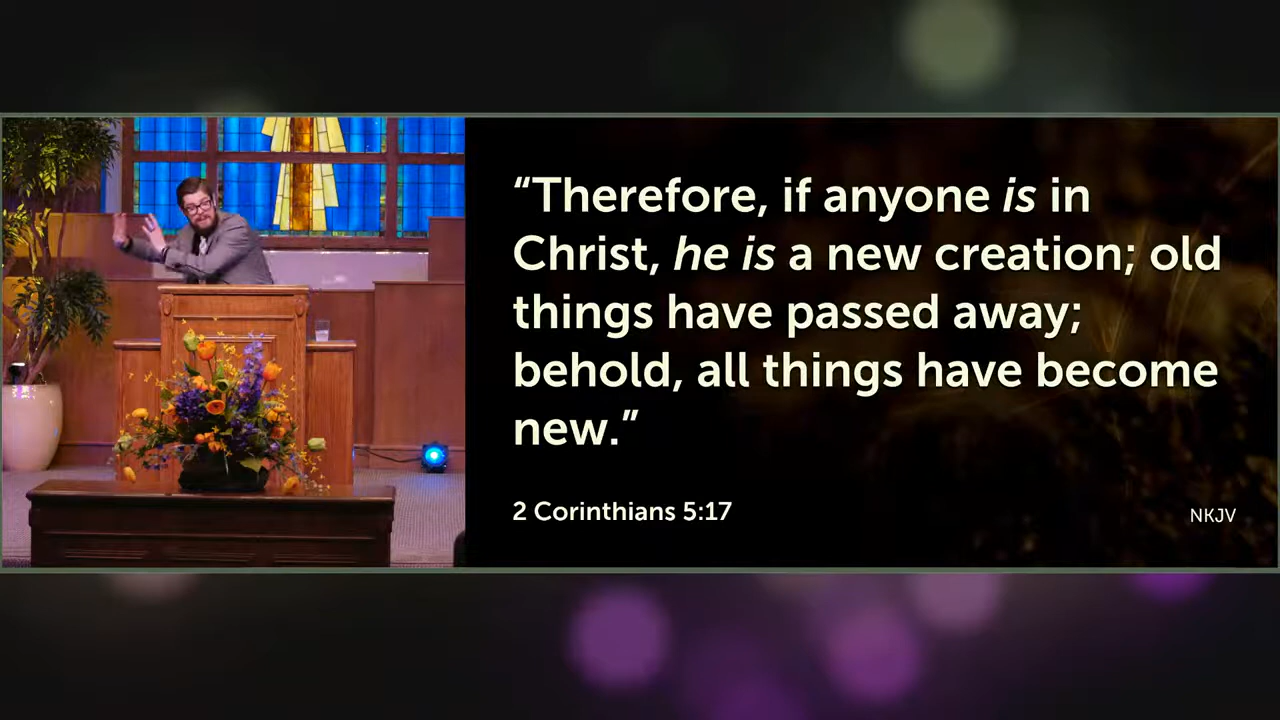 “Therefore, if anyone is in
Christ, he is a new creation; old
things have passed away;
behold, all things have become
new.”
2 Corinthians 5:17
NKJV